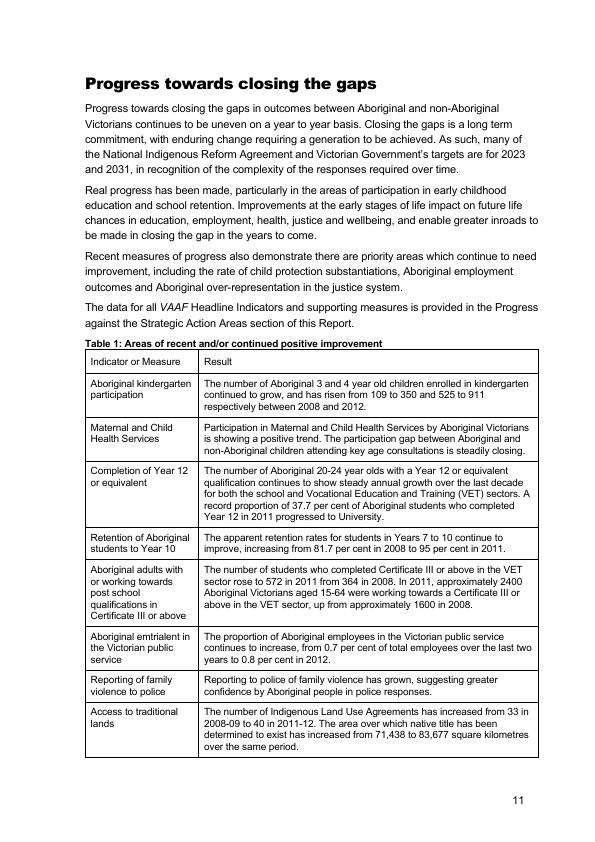 Progress towards closing the gaps
Progress towards closing the gaps in outcomes between Aboriginal and non-Aboriginal
Victorians continues to be uneven on a year to year basis. Closing the gaps is a long term
commitment, with enduring change requiring a generation to be achieved. As such, many of
the National Indigenous Reform Agreement and Victorian Government's targets are for 2023
and 2031, in recognition of the complexity of the responses required over time.
Real progress has been made, particularly in the areas of participation in early childhood
education and school retention. Improvements at the early stages of life impact on future life
chances in education, employment, health, justice and wellbeing, and enable greater inroads to
be made in closing the gap in the years to come.
Recent measures of progress also demonstrate there are priority areas which continue to need
improvement, including the rate of child protection substantiations, Aboriginal employment
outcomes and Aboriginal over-representation in the justice system.
The data for all VAAF Headline Indicators and supporting measures is provided in the Progress
against the Strategic Action Areas section of this Report.
Table 1: Areas of recent and/or continued positive improvement
Indicator or Measure
Result
Aboriginal kindergarten
participation
The number of Aboriginal 3 and 4 year old children enrolled in kindergarten
continued to grow, and has risen from 109 to 350 and 525 to 911
respectively between 2008 and 2012.
Maternal and Child
Health Services
Participation in Maternal and Child Health Services by Aboriginal Victorians
is showing a positive trend. The participation gap between Aboriginal and
non-Aboriginal children attending key age consultations is steadily closing.
Completion of Year 12
or equivalent
The number of Aboriginal 20-24 year olds with a Year 12 or equivalent
qualification continues to show steady annual growth over the last decade
for both the school and Vocational Education and Training (VET) sectors. A
record proportion of 37.7 per cent of Aboriginal students who completed
Year 12 in 2011 progressed to University.
Retention of Aboriginal
students to Year 10
The apparent retention rates for students in Years 7 to 10 continue to
improve, increasing from 81.7 per cent in 2008 to 95 per cent in 2011.
Aboriginal adults with
or working towards
post school
qualifications in
Certificate III or above
The number of students who completed Certificate III or above in the VET
sector rose to 572 in 2011 from 364 in 2008. In 2011, approximately 2400
Aboriginal Victorians aged 15-64 were working towards a Certificate III or
above in the VET sector, up from approximately 1600 in 2008.
Aboriginal emtrialent in
the Victorian public
service
The proportion of Aboriginal employees in the Victorian public service
continues to increase, from 0.7 per cent of total employees over the last two
years to 0.8 per cent in 2012.
Reporting of family
violence to police
Reporting to police of family violence has grown, suggesting greater
confidence by Aboriginal people in police responses.
Access to traditional
lands
The number of Indigenous Land Use Agreements has increased from 33 in
2008-09 to 40 in 2011-12. The area over which native title has been
determined to exist has increased from 71,438 to 83,677 square kilometres
over the same period.
11